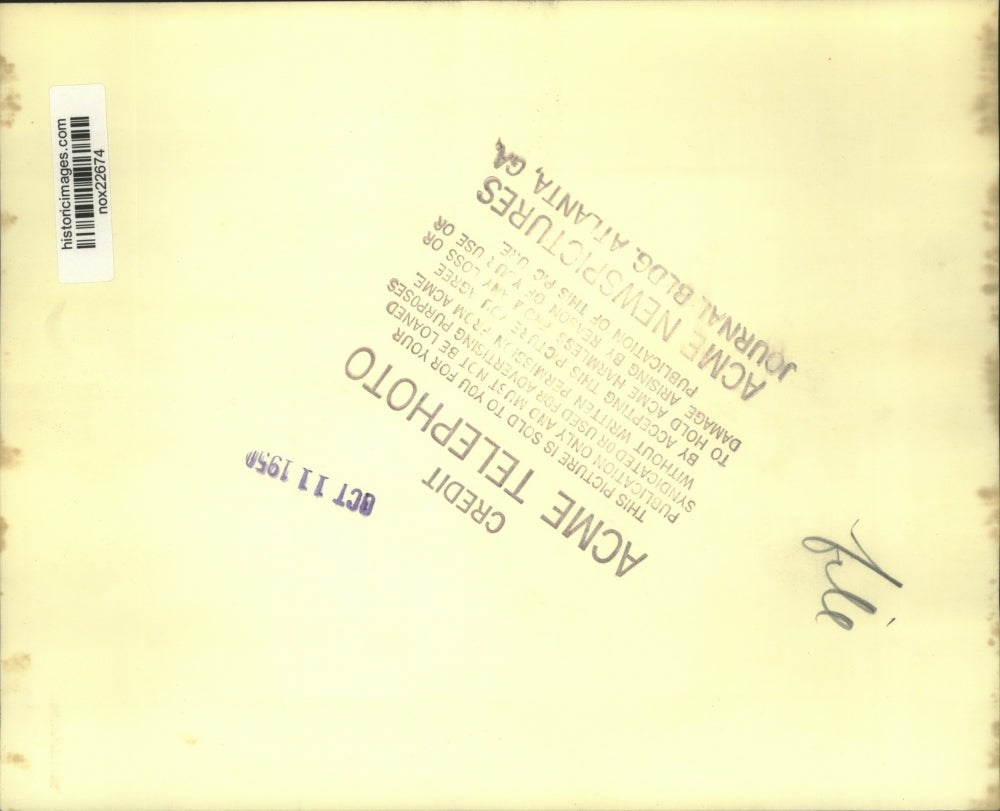 historicimages.com
nox22674
CREDIT
ACME TELEPHOTO
THIS PICTURE IS SOLD TO YOU FOR YOUR
PUBLICATION ONLY AND MUST NOT BE LOANED
SYNDICATED OR USED FOR ADVERTISING PURPOSES
WITHOUT WRITTEN PERMISSION FROM ACME.
BY ACCEPTING THIS PICTURE YOU AGREE
TO HOLD ACME HARMLESS FROM ANY LOSS OR
DAMAGE ARISING BY REASON OF YOUR USE OR
PUBLICATION OF THIS PICTURE.
ACME NEWSPICTURES
JOURNAL BLDG. ATLANTA, GA.
OCT 11 1950
file